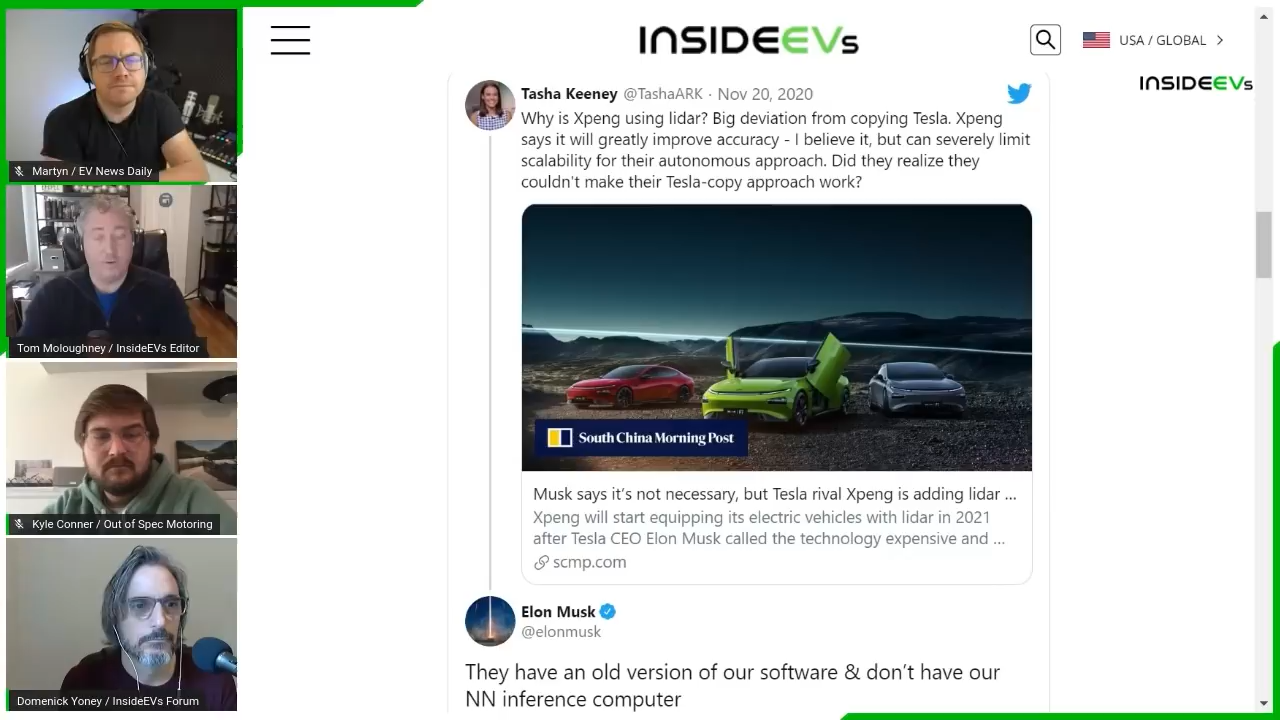 INSIDEEVs
USA / GLOBAL
INSIDEEVs
Tasha Keeney @TashaARK · Nov 20, 2020
Why is Xpeng using lidar? Big deviation from copying Tesla. Xpeng
says it will greatly improve accuracy - I believe it, but can severely limit
scalability for their autonomous approach. Did they realize they
couldn't make their Tesla-copy approach work?
South China Morning Post
Musk says it's not necessary, but Tesla rival Xpeng is adding lidar ...
Xpeng will start equipping its electric vehicles with lidar in 2021
after Tesla CEO Elon Musk called the technology expensive and ...
scmp.com
Elon Musk
@elonmusk
They have an old version of our software & don’t have our
NN inference computer
Martyn / EV News Daily
Tom Moloughney / InsideEVs Editor
Kyle Conner / Out of Spec Motoring
Domenick Yoney / InsideEVs Forum